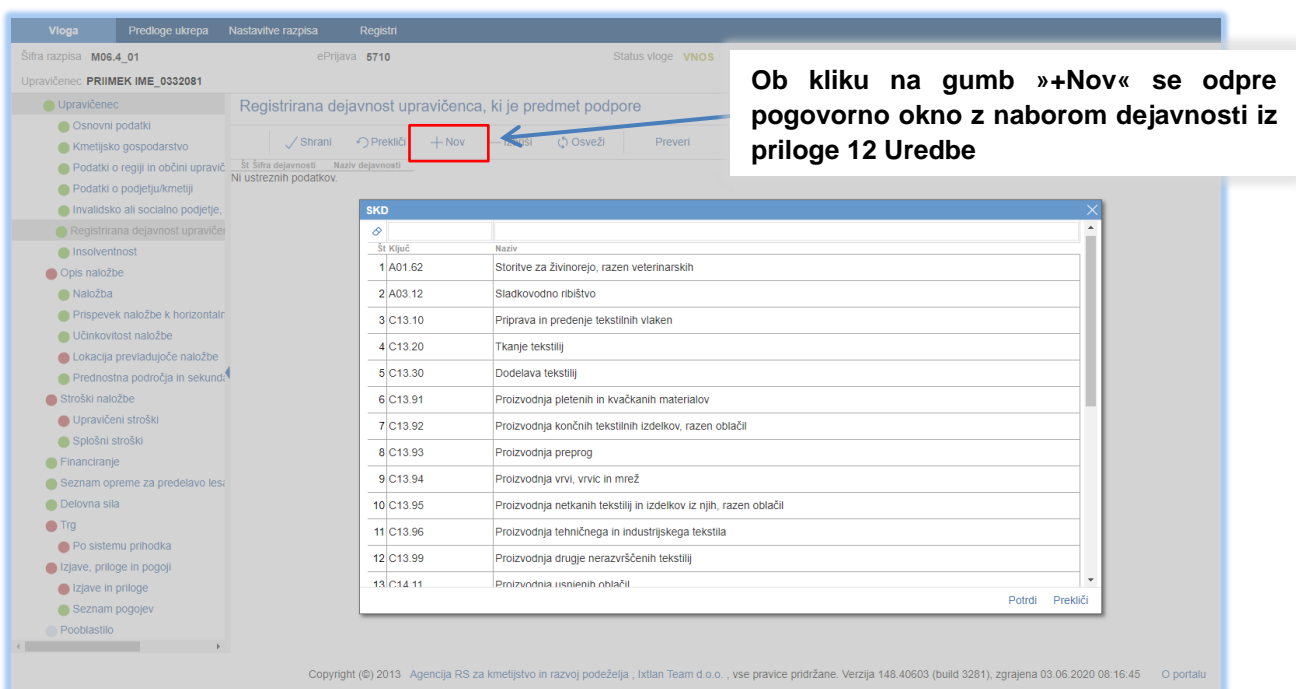 Vloga Predloge ukrepa Nastavitve razpisa Registri
Šifra razpisa M06.4_01 ePrijava 5710 Status vloge VNOS
Upravičenec PRIIMEK IME_0332081
Ob kliku na gumb »+Nov« se odpre
pogovorno okno z naborom dejavnosti iz
priloge 12 Uredbe
Upravičenec
Osnovni podatki
Kmetijsko gospodarstvo
Podatki o regiji in občini upravič
Podatki o podjetju/kmetiji
Invalidsko ali socialno podjetje,
Registrirana dejavnost upravičen
Insolventnost
Opis naložbe
Naložba
Prispevek naložbe k horizontaln
Učinkovitost naložbe
Lokacija prevladujoče naložbe
Prednostna področja in sekunda
Stroški naložbe
Upravičeni stroški
Splošni stroški
Financiranje
Seznam opreme za predelavo lesa
Delovna sila
Trg
Po sistemu prihodka
Izjave, priloge in pogoji
Izjave in priloge
Seznam pogojev
Pooblastilo
Registrirana dejavnost upravičenca, ki je predmet podpore
Shrani Prekliči Nov Osveži Preveri
Št Šifra dejavnosti Naziv dejavnosti
Ni ustreznih podatkov.
SKD
Št Ključ Naziv
1 A01.62 Storitve za živinorejo, razen veterinarskih
2 A03.12 Sladkovodno ribištvo
3 C13.10 Priprava in predenje tekstilnih vlaken
4 C13.20 Tkanje tekstilij
5 C13.30 Dodelava tekstilij
6 C13.91 Proizvodnja pletenih in kvačkanih materialov
7 C13.92 Proizvodnja končnih tekstilnih izdelkov, razen oblačil
8 C13.93 Proizvodnja preprog
9 C13.94 Proizvodnja vrvi, vrvic in mrež
10 C13.95 Proizvodnja netkanih tekstilij in izdelkov iz njih, razen oblačil
11 C13.96 Proizvodnja tehničnega in industrijskega tekstila
12 C13.99 Proizvodnja drugje nerazvrščenih tekstilij
13 C14.11 Proizvodnja usnjenih oblačil
Potrdi Prekliči
Copyright (©) 2013 Agencija RS za kmetijstvo in razvoj podeželja , Ixtlan Team d.o.o. , vse pravice pridržane. Verzija 148.40603 (build 3281), zgrajena 03.06.2020 08:16:45 O portalu